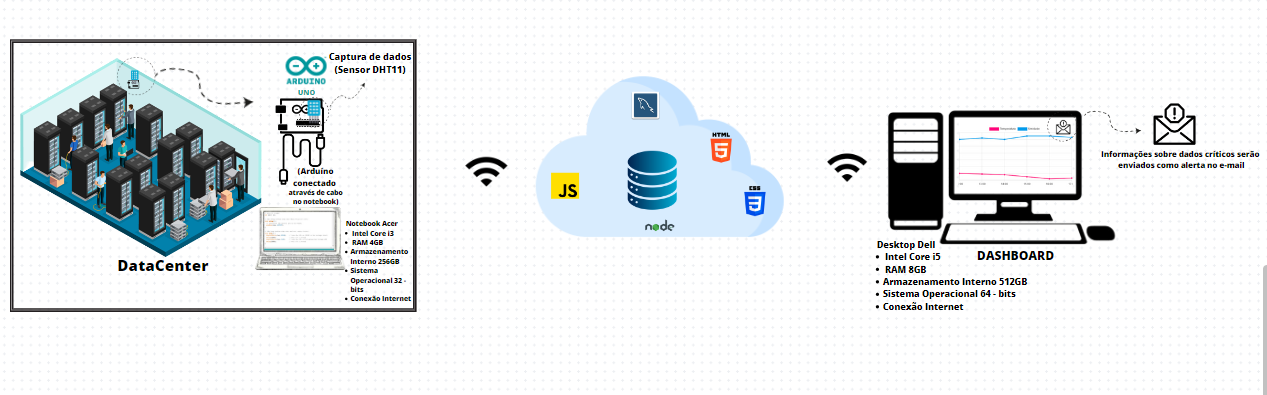 Captura de dados
(Sensor DHT11)
ARDUINO
UNO
(Arduíno
conectado
através de cabo
no notebook)
DataCenter
Notebook Acer
Intel Core i3
RAM 4GB
Armazenamento
Interno 256GB
Sistema
Operacional 32 -
bits
Conexão Internet
HTML
5
JS
CSS
3
node
Informações sobre dados críticos serão
enviados como alerta no e-mail
DASHBOARD
Desktop Dell
Intel Core i5
RAM 8GB
Armazenamento Interno 512GB
Sistema Operacional 64 - bits
Conexão Internet